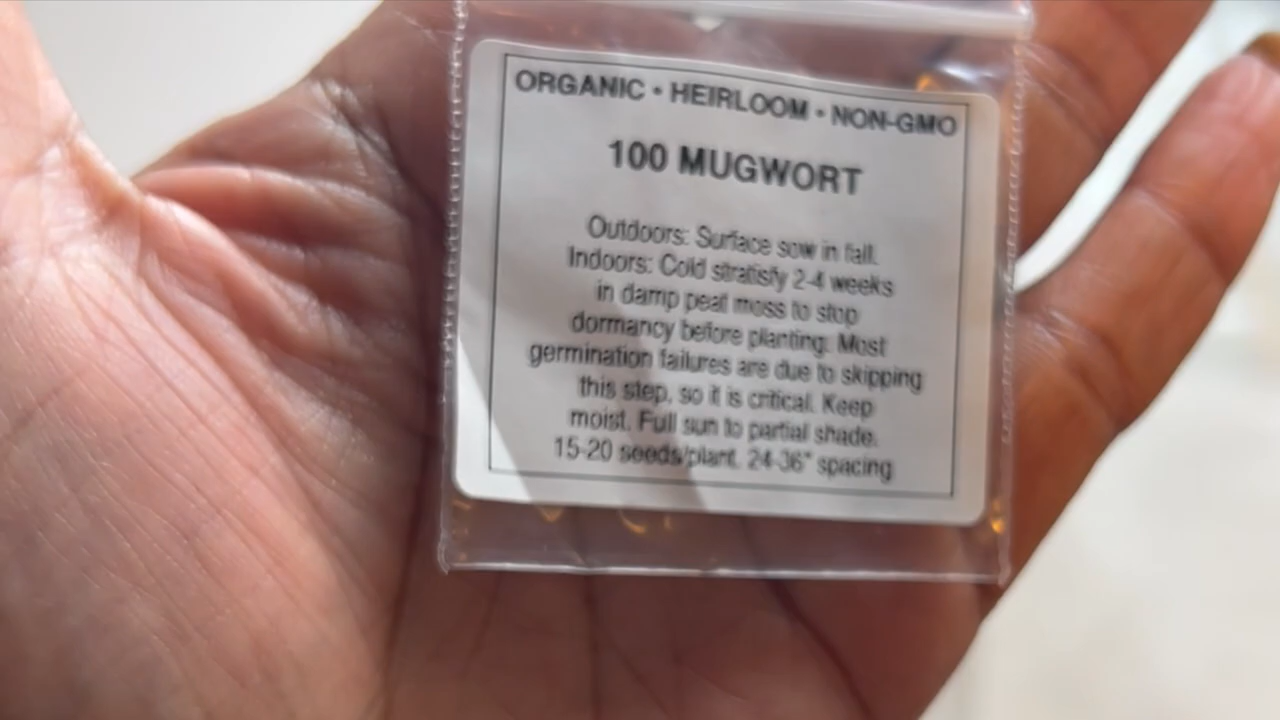 ORGANIC • HEIRLOOM • NON-GMO
100 MUGWORT
Outdoors: Surface sow in fall.
Indoors: Cold stratisfy 2-4 weeks
in damp peat moss to stop
dormancy before planting. Most
germination failures are due to skipping
this step, so it is critical. Keep
moist. Full sun to partial shade.
15-20 seeds/plant. 24-36" spacing